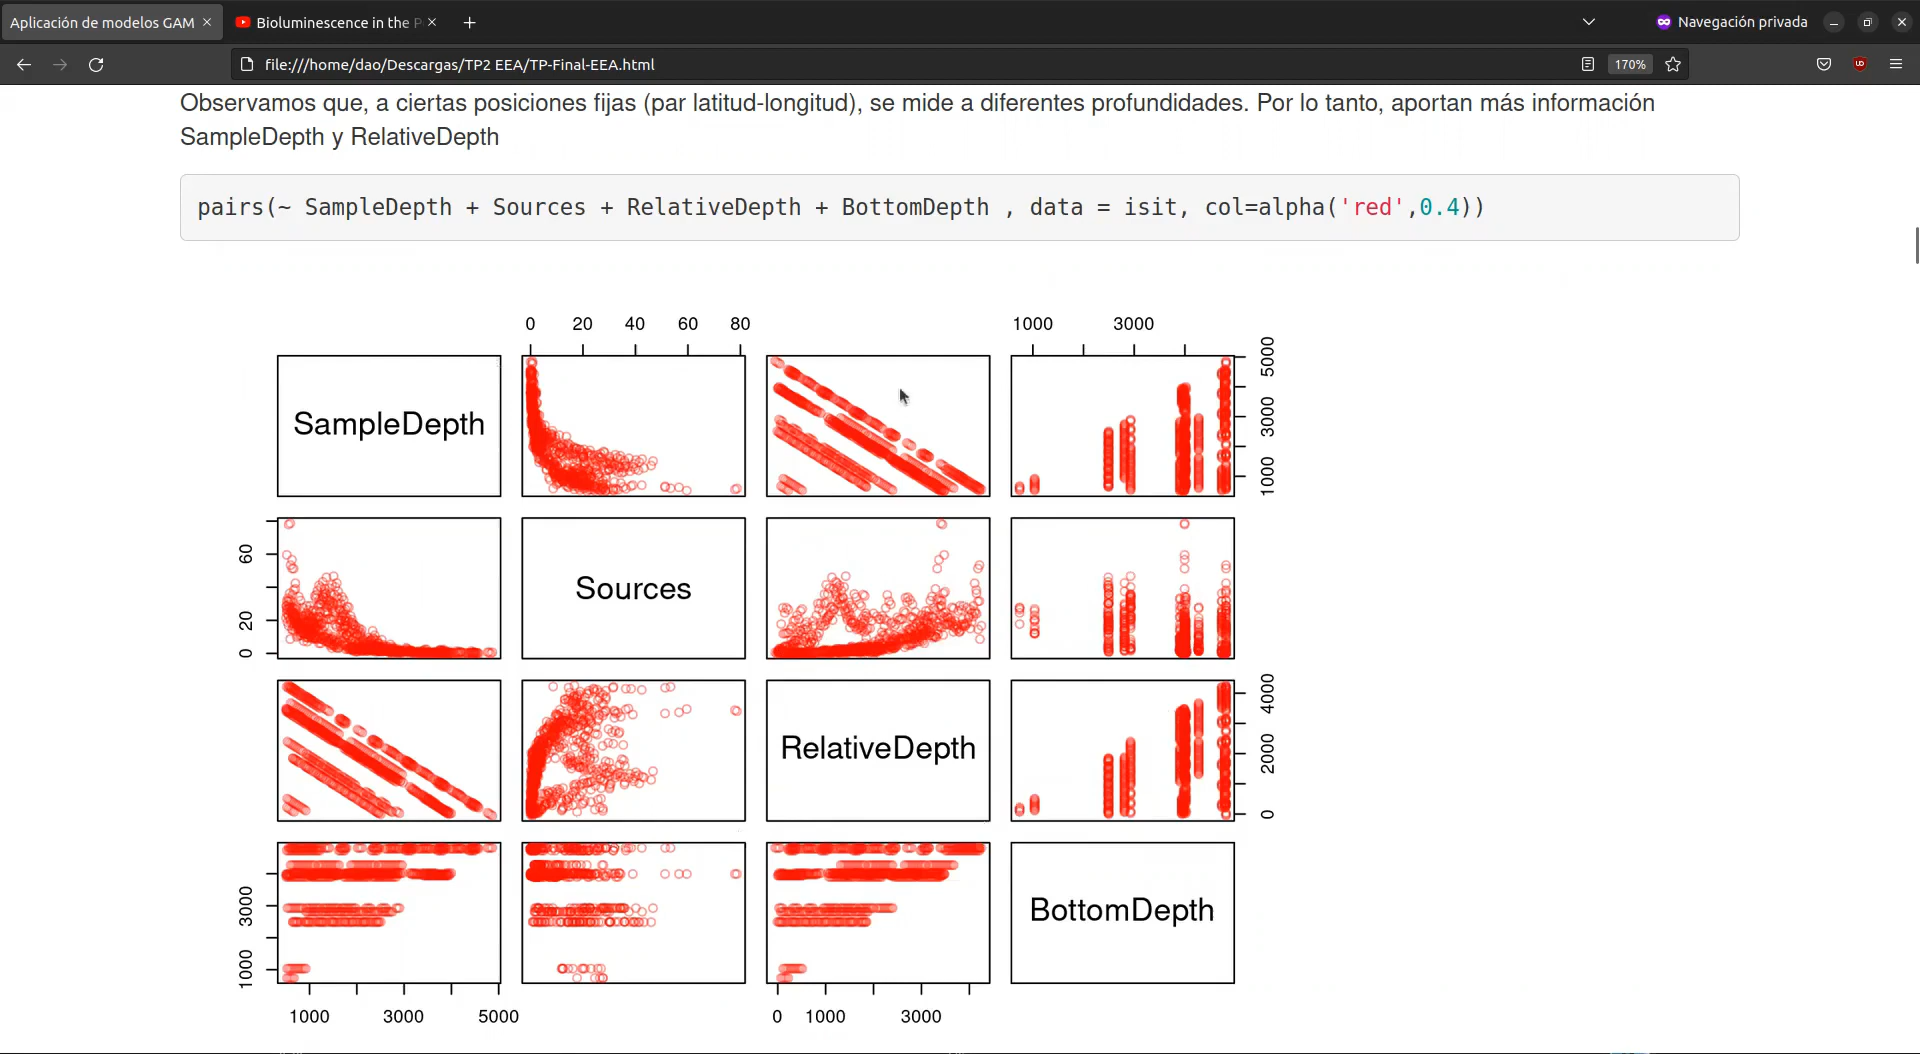 Aplicación de modelos GAM
Bioluminescence in the P
Navegación privada
file:///home/dao/Descargas/TP2 EEA/TP-Final-EEA.html
170%
Observamos que, a ciertas posiciones fijas (par latitud-longitud), se mide a diferentes profundidades. Por lo tanto, aportan más información
SampleDepth y RelativeDepth
pairs(~ SampleDepth + Sources + RelativeDepth + BottomDepth , data = isit, col=alpha('red',0.4))
0 20 40 60 80
1000 3000
SampleDepth
1000 3000 5000
0 20 60
Sources
RelativeDepth
0 2000 4000
1000 3000
BottomDepth
1000 3000 5000
0 1000 3000